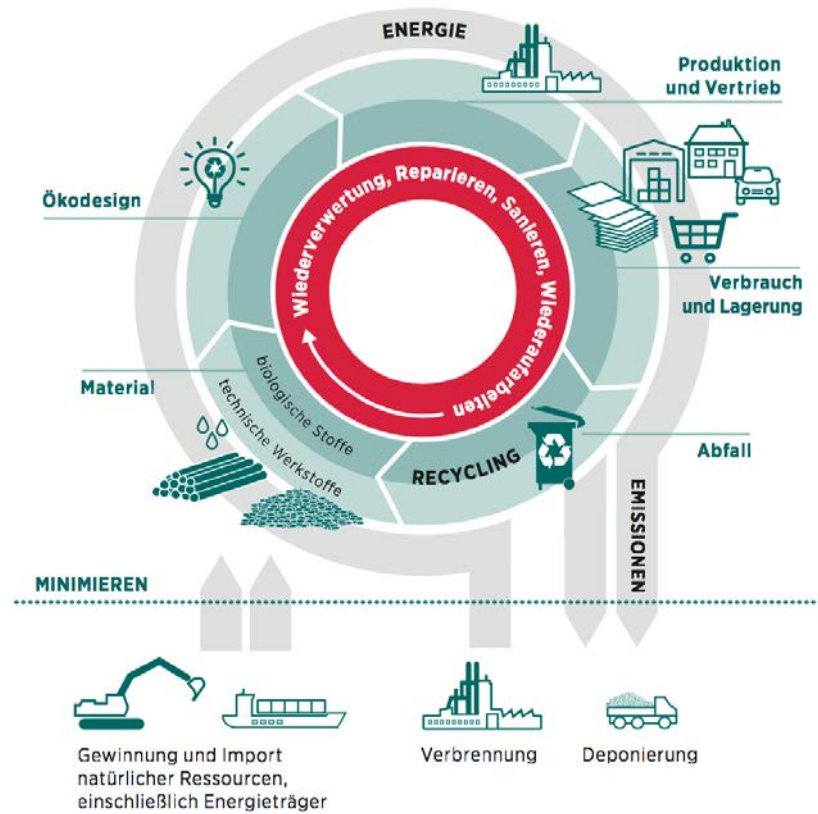 ENERGIE
Produktion
und Vertrieb
Ökodesign
Wiederverwertung, Reparieren, Sanieren, Wiederaufarbeiten
Verbrauch
und Lagerung
Material
biologische Stoffe
technische Werkstoffe
RECYCLING
Abfall
EMISSIONEN
MINIMIEREN
Gewinnung und Import
natürlicher Ressourcen,
einschließlich Energieträger
Verbrennung
Deponierung